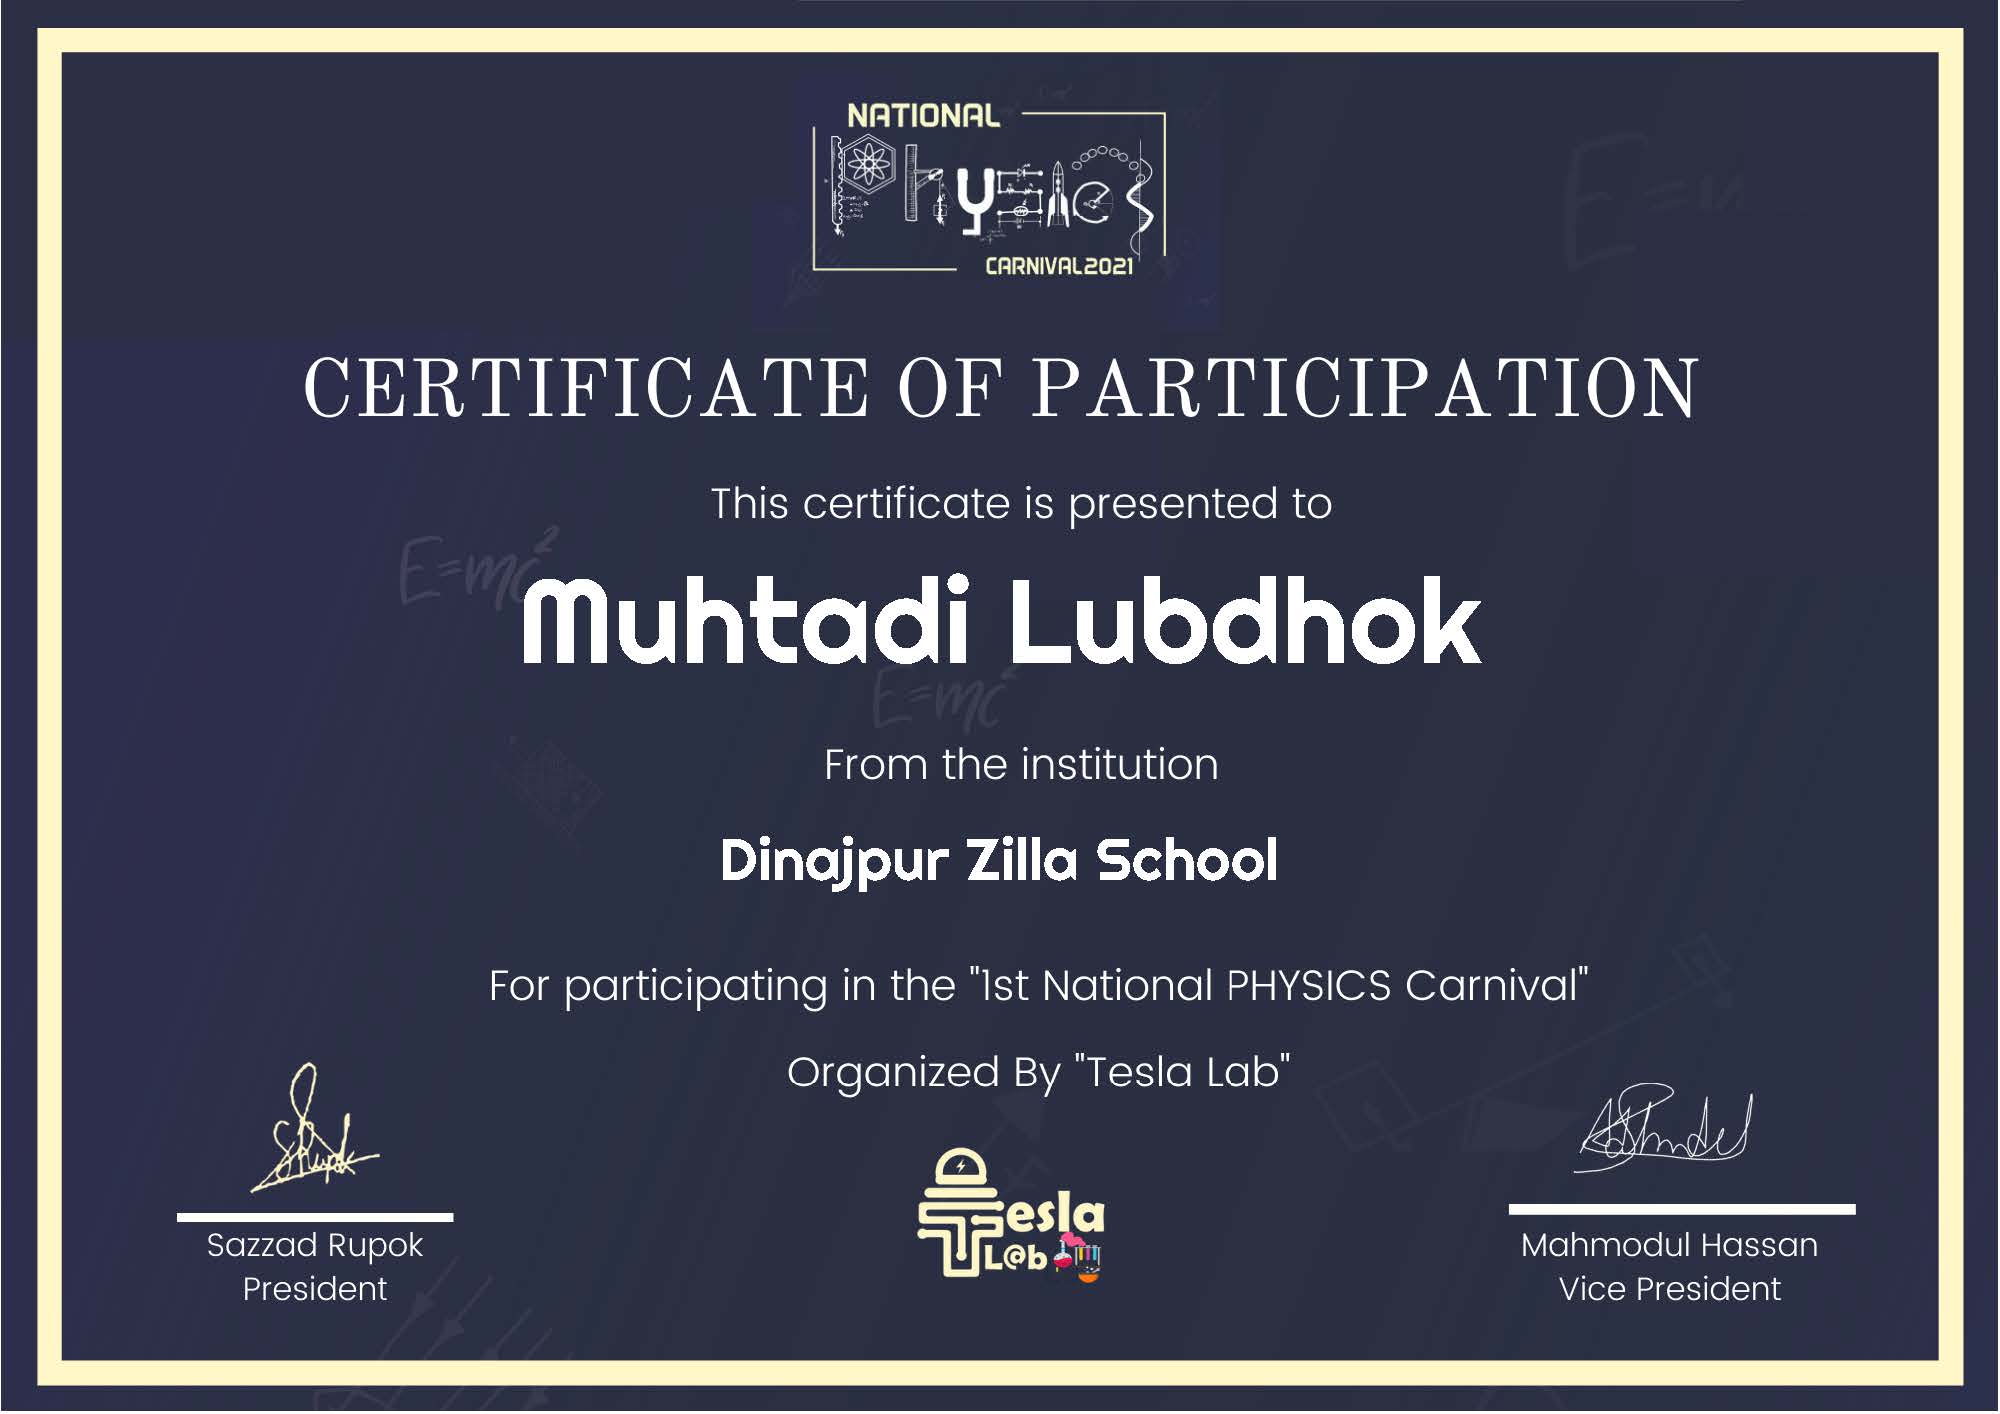 NATIONAL
Physics
CARNIVAL2021
CERTIFICATE OF PARTICIPATION
This certificate is presented to
E=mc²
Muhtadi Lubdhok
E=mc²
From the institution
Dinajpur Zilla School
For participating in the "1st National PHYSICS Carnival"
Organized By "Tesla Lab"
Tesla
L@b
Sazzad Rupok
President
Mahmodul Hassan
Vice President